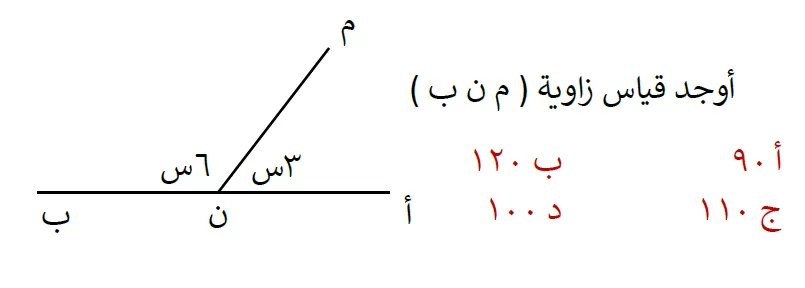 م
أوجد قياس زاوية ( م ن ب )
أ ٩٠
ب ١٢٠
ج ١١٠
د ١٠٠
٣س
٦س
أ
ن
ب